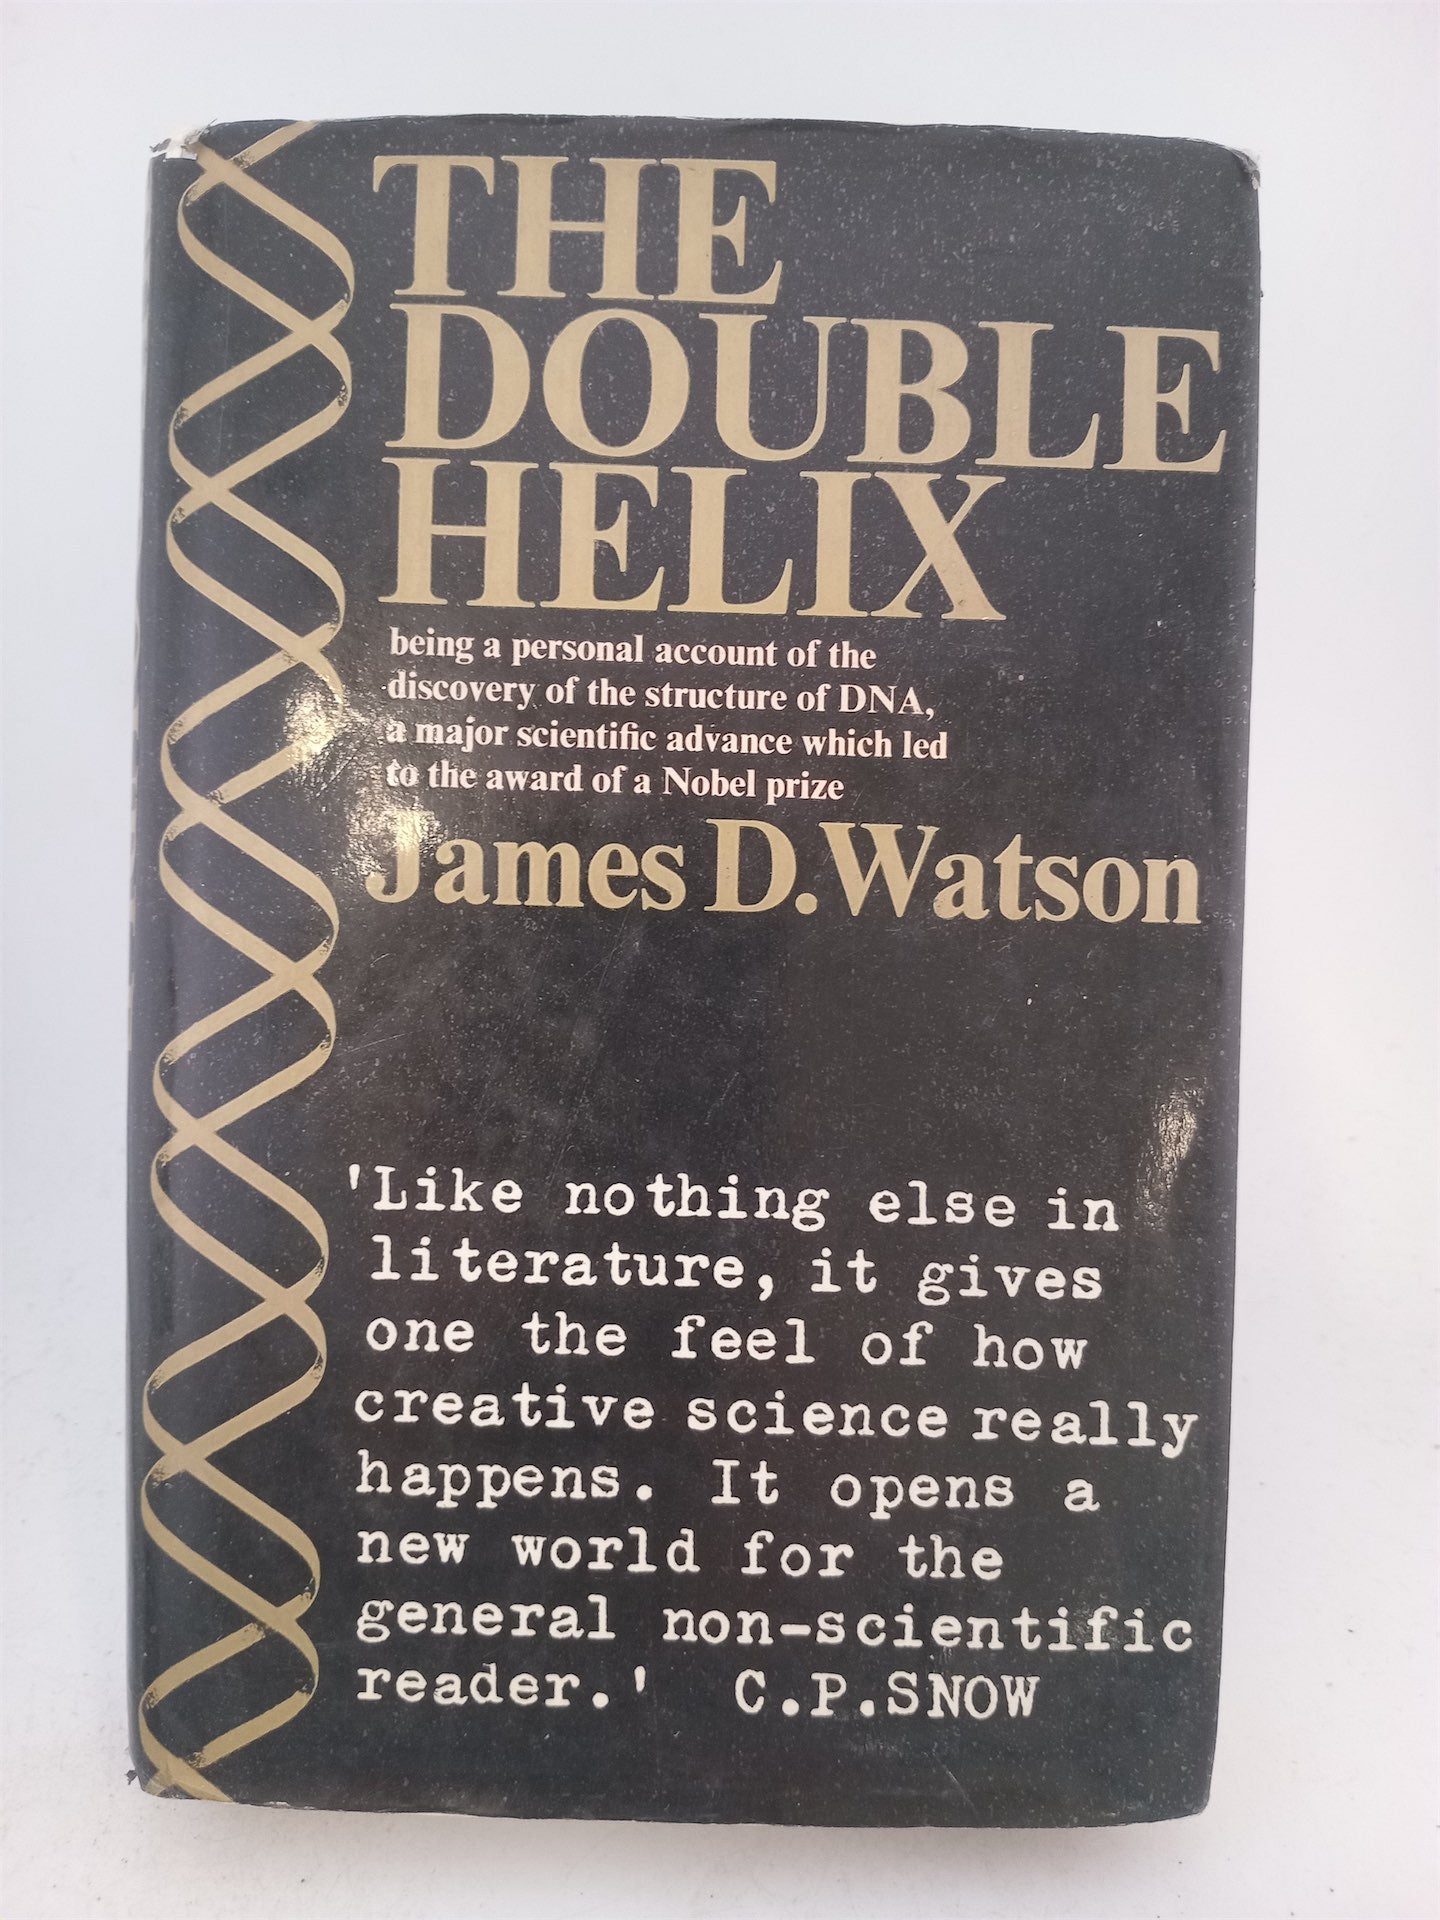 THE
DOUBLE
HELIX
being a personal account of the
discovery of the structure of DNA,
a major scientific advance which led
to the award of a Nobel prize
James D. Watson
'Like nothing else in
literature, it gives
one the feel of how
creative science really
happens. It opens a
new world for the
general non-scientific
reader.' C.P.SNOW